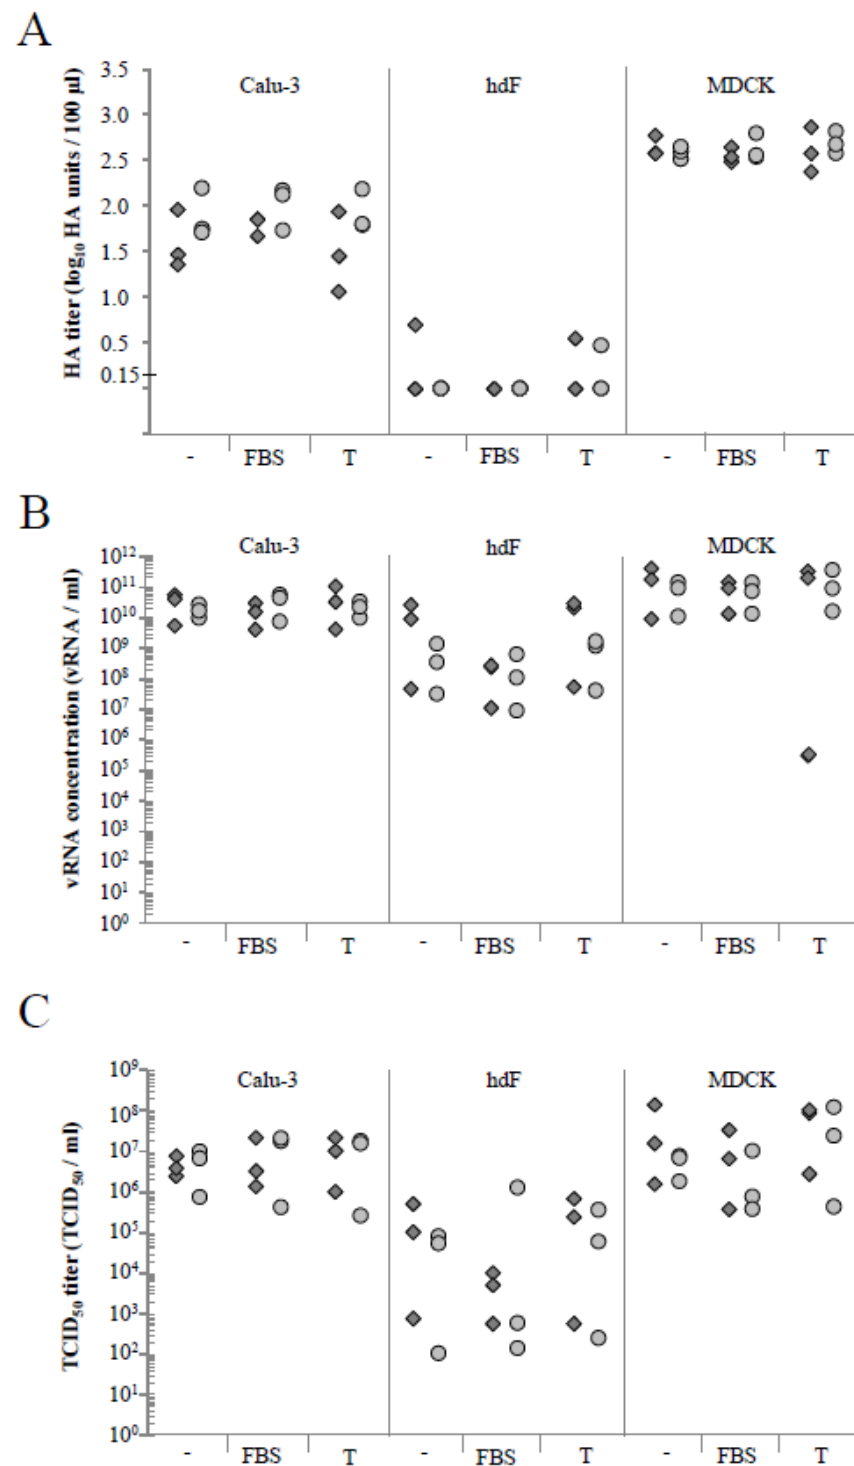 A
HA titer (log₁₀ HA units / 100 µl)
Calu-3 hdF MDCK
3.5
3.0
2.5
2.0
1.5
1.0
0.5
0.15
- FBS T - FBS T - FBS T
B
vRNA concentration (vRNA / ml)
Calu-3 hdF MDCK
10¹²
10¹¹
10¹⁰
10⁹
10⁸
10⁷
10⁶
10⁵
10⁴
10³
10²
10¹
10⁰
- FBS T - FBS T - FBS T
C
TCID₅₀ titer (TCID₅₀ / ml)
Calu-3 hdF MDCK
10⁹
10⁸
10⁷
10⁶
10⁵
10⁴
10³
10²
10¹
10⁰
- FBS T - FBS T - FBS T